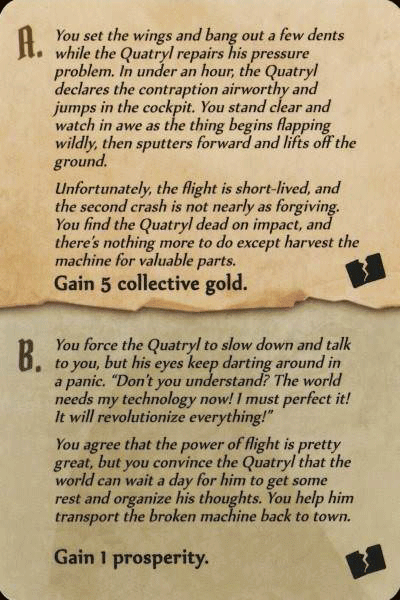 A. You set the wings and bang out a few dents
while the Quatryl repairs his pressure
problem. In under an hour, the Quatryl
declares the contraption airworthy and
jumps in the cockpit. You stand clear and
watch in awe as the thing begins flapping
wildly, then sputters forward and lifts off the
ground.
Unfortunately, the flight is short-lived, and
the second crash is not nearly as forgiving.
You find the Quatryl dead on impact, and
there's nothing more to do except harvest the
machine for valuable parts.
Gain 5 collective gold.
B. You force the Quatryl to slow down and talk
to you, but his eyes keep darting around in
a panic. “Don't you understand? The world
needs my technology now! I must perfect it!
It will revolutionize everything!”
You agree that the power of flight is pretty
great, but you convince the Quatryl that the
world can wait a day for him to get some
rest and organize his thoughts. You help him
transport the broken machine back to town.
Gain 1 prosperity.